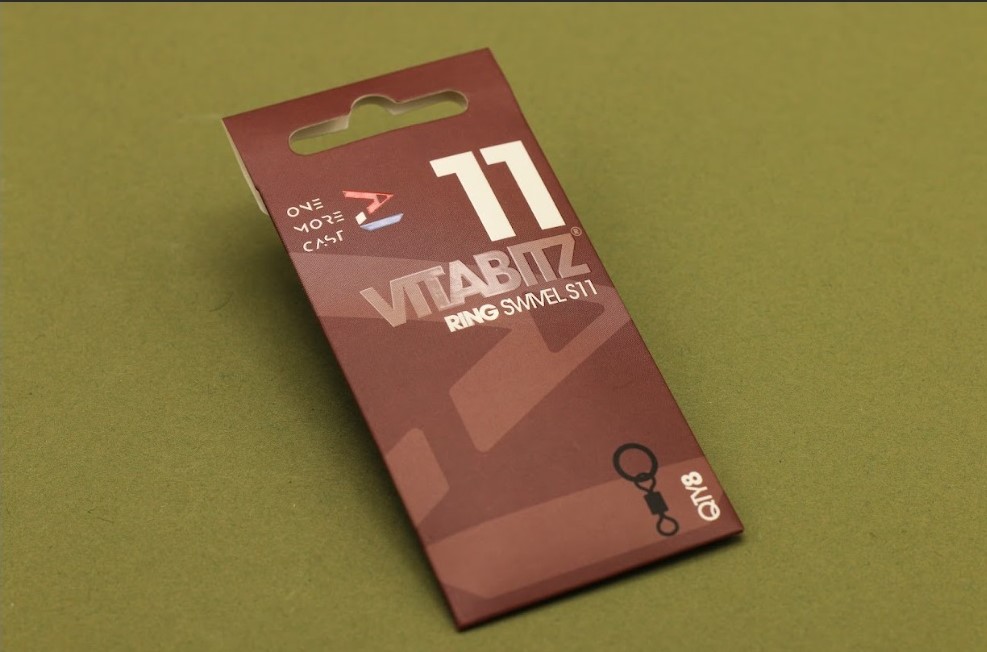 11
ONE
MORE
CAST
VITABITZ®
RING SWIVEL S11
QTY8